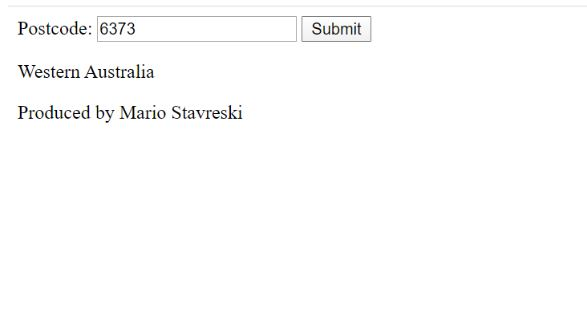 Postcode: 6373 Submit
Western Australia
Produced by Mario Stavreski